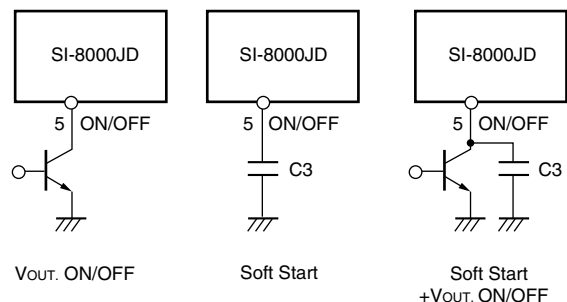 SI-8000JD
5 ON/OFF
VOUT. ON/OFF
SI-8000JD
5 ON/OFF
C3
Soft Start
SI-8000JD
5 ON/OFF
C3
Soft Start
+VOUT. ON/OFF